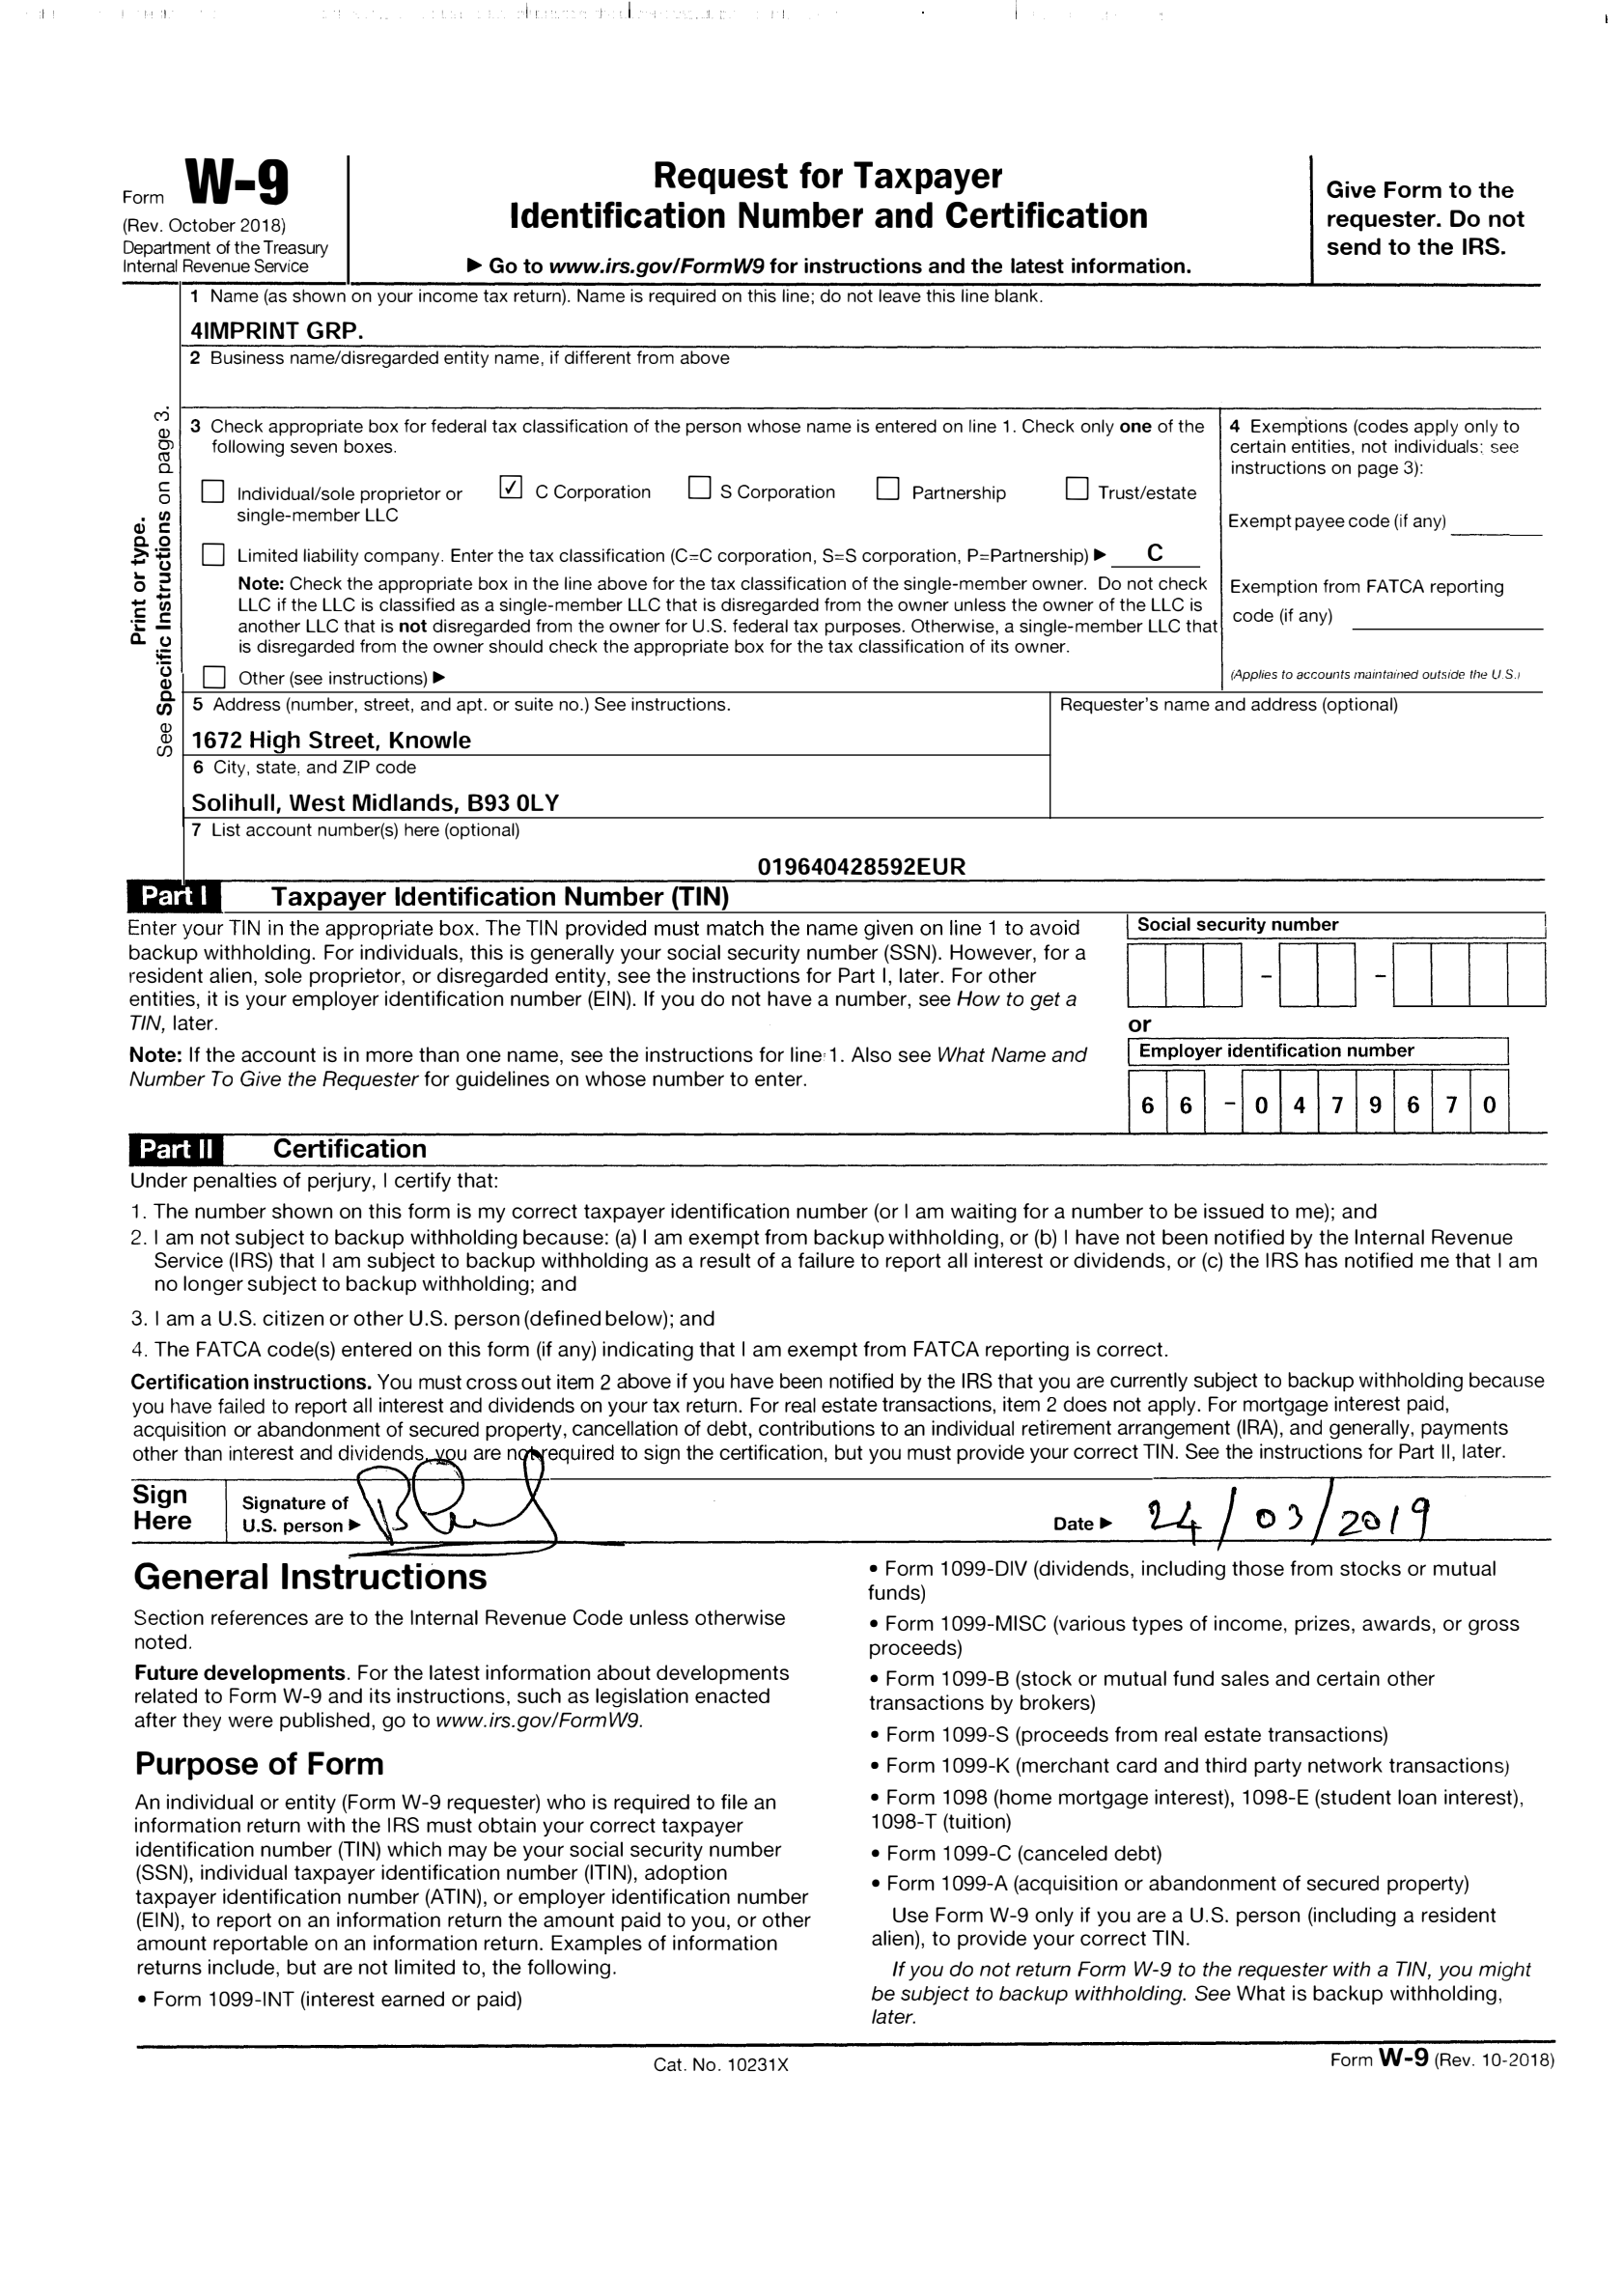 Form W-9
(Rev. October 2018)
Department of the Treasury
Internal Revenue Service
Request for Taxpayer
Identification Number and Certification
▶ Go to www.irs.gov/FormW9 for instructions and the latest information.
Give Form to the
requester. Do not
send to the IRS.
Print or type.
See Specific Instructions on page 3.
1 Name (as shown on your income tax return). Name is required on this line; do not leave this line blank.
4IMPRINT GRP.
2 Business name/disregarded entity name, if different from above
3 Check appropriate box for federal tax classification of the person whose name is entered on line 1. Check only one of the
following seven boxes.
☐ Individual/sole proprietor or
single-member LLC
☑ C Corporation
☐ S Corporation
☐ Partnership
☐ Trust/estate
☐ Limited liability company. Enter the tax classification (C=C corporation, S=S corporation, P=Partnership) ▶ C
Note: Check the appropriate box in the line above for the tax classification of the single-member owner. Do not check
LLC if the LLC is classified as a single-member LLC that is disregarded from the owner unless the owner of the LLC is
another LLC that is not disregarded from the owner for U.S. federal tax purposes. Otherwise, a single-member LLC that
is disregarded from the owner should check the appropriate box for the tax classification of its owner.
☐ Other (see instructions) ▶
4 Exemptions (codes apply only to
certain entities, not individuals; see
instructions on page 3):
Exempt payee code (if any)
Exemption from FATCA reporting
code (if any)
(Applies to accounts maintained outside the U.S.)
5 Address (number, street, and apt. or suite no.) See instructions.
1672 High Street, Knowle
6 City, state, and ZIP code
Solihull, West Midlands, B93 0LY
Requester's name and address (optional)
7 List account number(s) here (optional)
019640428592EUR
Part I Taxpayer Identification Number (TIN)
Enter your TIN in the appropriate box. The TIN provided must match the name given on line 1 to avoid
backup withholding. For individuals, this is generally your social security number (SSN). However, for a
resident alien, sole proprietor, or disregarded entity, see the instructions for Part I, later. For other
entities, it is your employer identification number (EIN). If you do not have a number, see How to get a
TIN, later.
Note: If the account is in more than one name, see the instructions for line 1. Also see What Name and
Number To Give the Requester for guidelines on whose number to enter.
Social security number
– –
or
Employer identification number
6 6 – 0 4 7 9 6 7 0
Part II Certification
Under penalties of perjury, I certify that:
1. The number shown on this form is my correct taxpayer identification number (or I am waiting for a number to be issued to me); and
2. I am not subject to backup withholding because: (a) I am exempt from backup withholding, or (b) I have not been notified by the Internal Revenue
Service (IRS) that I am subject to backup withholding as a result of a failure to report all interest or dividends, or (c) the IRS has notified me that I am
no longer subject to backup withholding; and
3. I am a U.S. citizen or other U.S. person (defined below); and
4. The FATCA code(s) entered on this form (if any) indicating that I am exempt from FATCA reporting is correct.
Certification instructions. You must cross out item 2 above if you have been notified by the IRS that you are currently subject to backup withholding because
you have failed to report all interest and dividends on your tax return. For real estate transactions, item 2 does not apply. For mortgage interest paid,
acquisition or abandonment of secured property, cancellation of debt, contributions to an individual retirement arrangement (IRA), and generally, payments
other than interest and dividends, you are not required to sign the certification, but you must provide your correct TIN. See the instructions for Part II, later.
Sign
Here
Signature of
U.S. person ▶
Date ▶ 24/03/2019
General Instructions
Section references are to the Internal Revenue Code unless otherwise
noted.
Future developments. For the latest information about developments
related to Form W-9 and its instructions, such as legislation enacted
after they were published, go to www.irs.gov/FormW9.
Purpose of Form
An individual or entity (Form W-9 requester) who is required to file an
information return with the IRS must obtain your correct taxpayer
identification number (TIN) which may be your social security number
(SSN), individual taxpayer identification number (ITIN), adoption
taxpayer identification number (ATIN), or employer identification number
(EIN), to report on an information return the amount paid to you, or other
amount reportable on an information return. Examples of information
returns include, but are not limited to, the following.
• Form 1099-INT (interest earned or paid)
• Form 1099-DIV (dividends, including those from stocks or mutual
funds)
• Form 1099-MISC (various types of income, prizes, awards, or gross
proceeds)
• Form 1099-B (stock or mutual fund sales and certain other
transactions by brokers)
• Form 1099-S (proceeds from real estate transactions)
• Form 1099-K (merchant card and third party network transactions)
• Form 1098 (home mortgage interest), 1098-E (student loan interest),
1098-T (tuition)
• Form 1099-C (canceled debt)
• Form 1099-A (acquisition or abandonment of secured property)
Use Form W-9 only if you are a U.S. person (including a resident
alien), to provide your correct TIN.
If you do not return Form W-9 to the requester with a TIN, you might
be subject to backup withholding. See What is backup withholding,
later.
Cat. No. 10231X
Form W-9 (Rev. 10-2018)